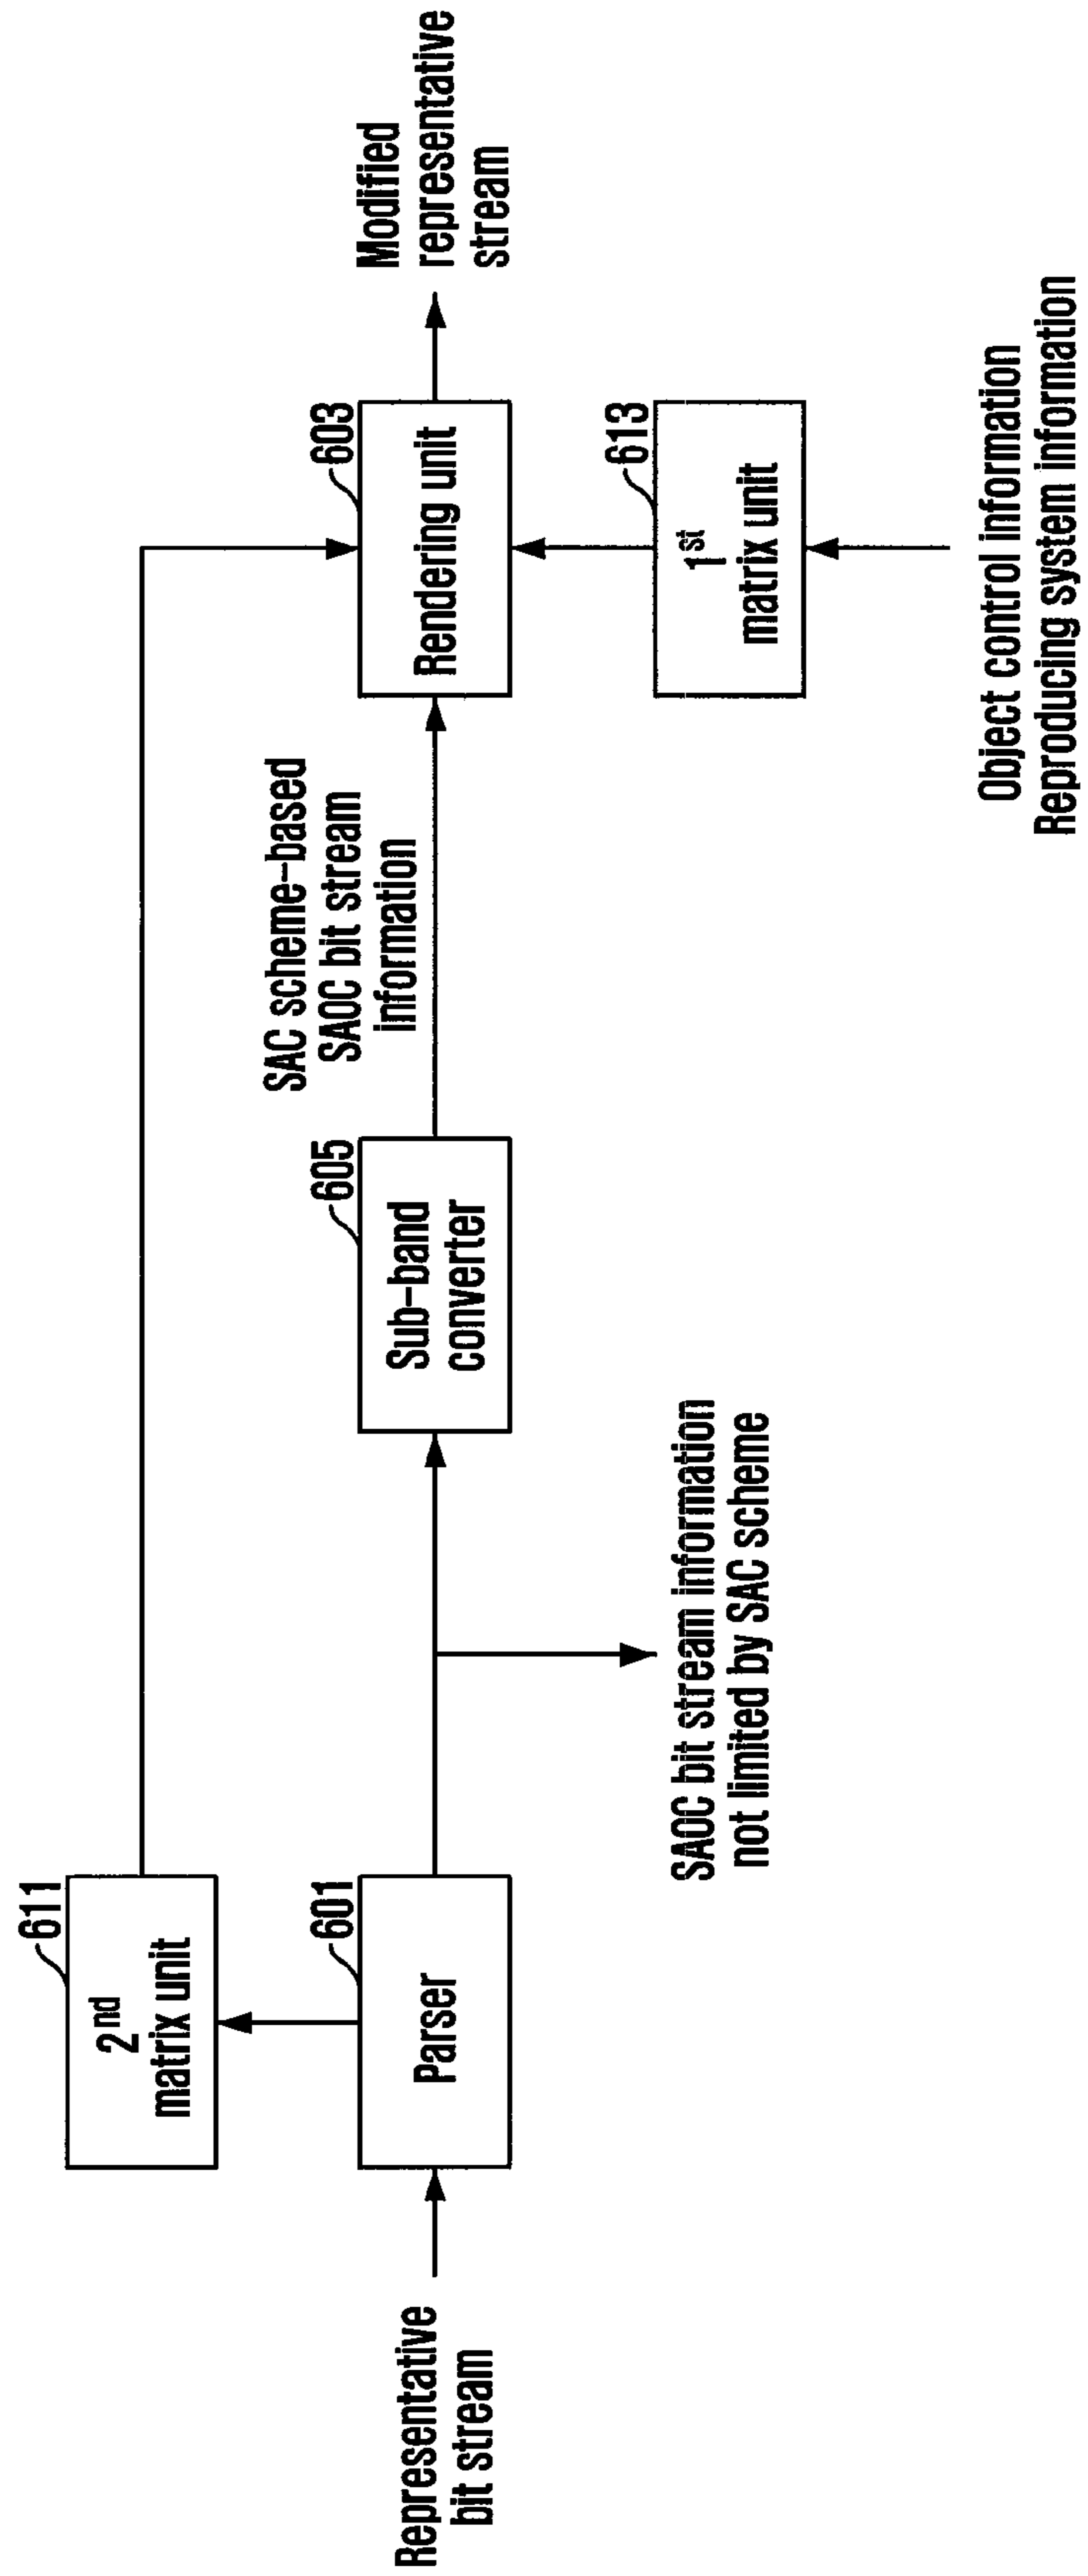 611
2nd
matrix unit
Representative
bit stream
601
Parser
SAOC bit stream information
not limited by SAC scheme
605
Sub-band
converter
SAC scheme-based
SAOC bit stream
information
603
Rendering unit
Modified
representative
stream
613
1st
matrix unit
Object control information
Reproducing system information